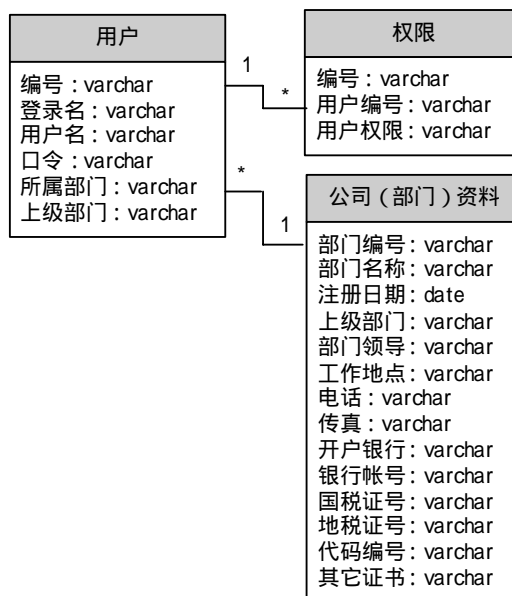 用户
编号 : varchar
登录名 : varchar
用户名 : varchar
口令 : varchar
所属部门 : varchar
上级部门 : varchar
1
*
权限
编号 : varchar
用户编号 : varchar
用户权限 : varchar
*
1
公司（部门）资料
部门编号 : varchar
部门名称 : varchar
注册日期 : date
上级部门 : varchar
部门领导 : varchar
工作地点 : varchar
电话 : varchar
传真 : varchar
开户银行 : varchar
银行帐号 : varchar
国税证号 : varchar
地税证号 : varchar
代码编号 : varchar
其它证书 : varchar